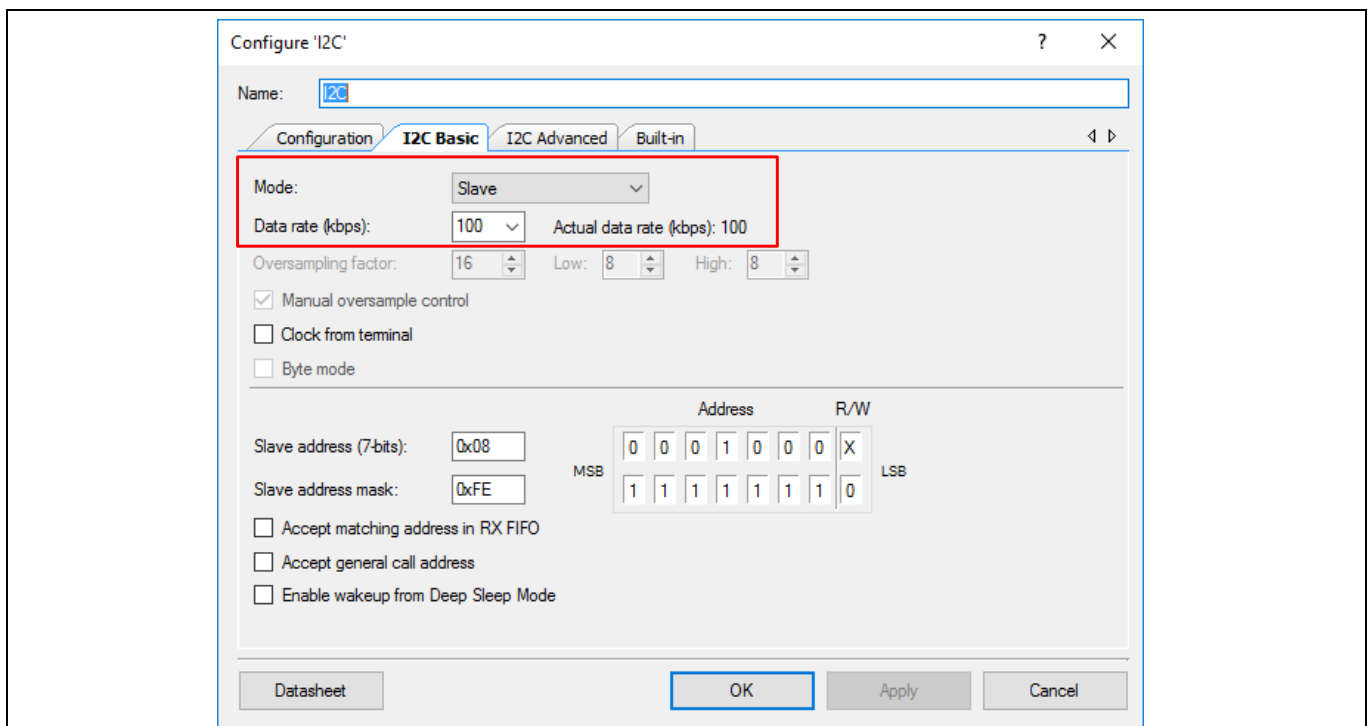 Configure 'I2C' ?
Name: I2C
Configuration I2C Basic I2C Advanced Built-in
Mode: Slave
Data rate (kbps): 100 Actual data rate (kbps): 100
Oversampling factor: 16 Low: 8 High: 8
Manual oversample control
Clock from terminal
Byte mode
Address R/W
Slave address (7-bits): 0x08 0 0 0 1 0 0 0 X
MSB LSB
Slave address mask: 0xFE 1 1 1 1 1 1 1 0
Accept matching address in RX FIFO
Accept general call address
Enable wakeup from Deep Sleep Mode
Datasheet OK Apply Cancel